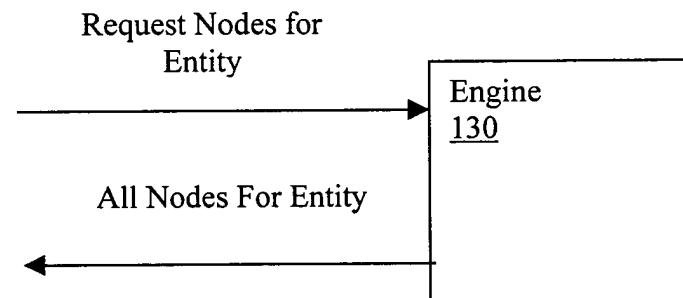 Request Nodes for
Entity
Engine
130
All Nodes For Entity